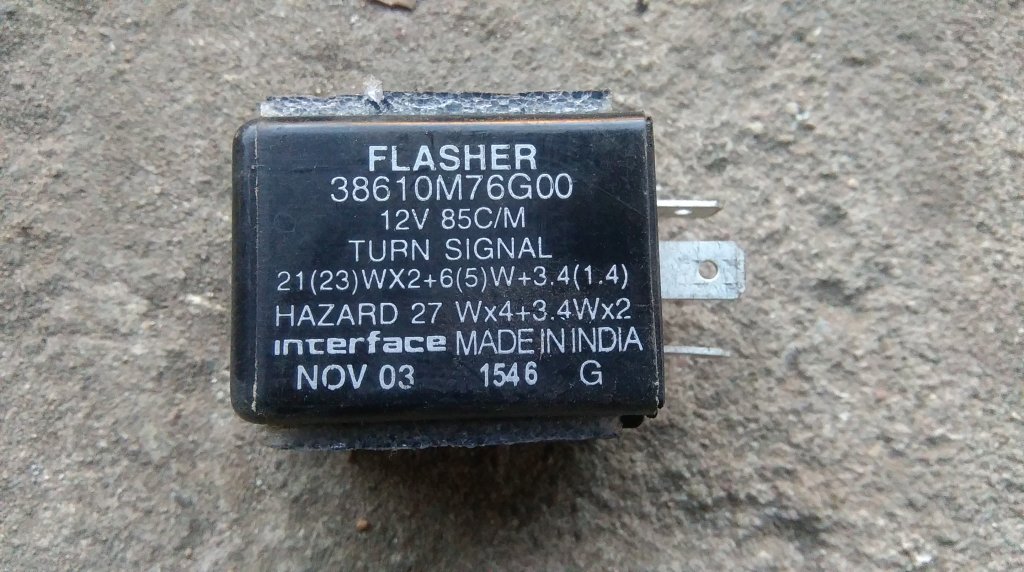 FLASHER
38610M76G00
12V 85C/M
TURN SIGNAL
21(23)WX2+6(5)W+3.4(1.4)
HAZARD 27 Wx4+3.4Wx2
interface MADE IN INDIA
NOV 03 1546 G